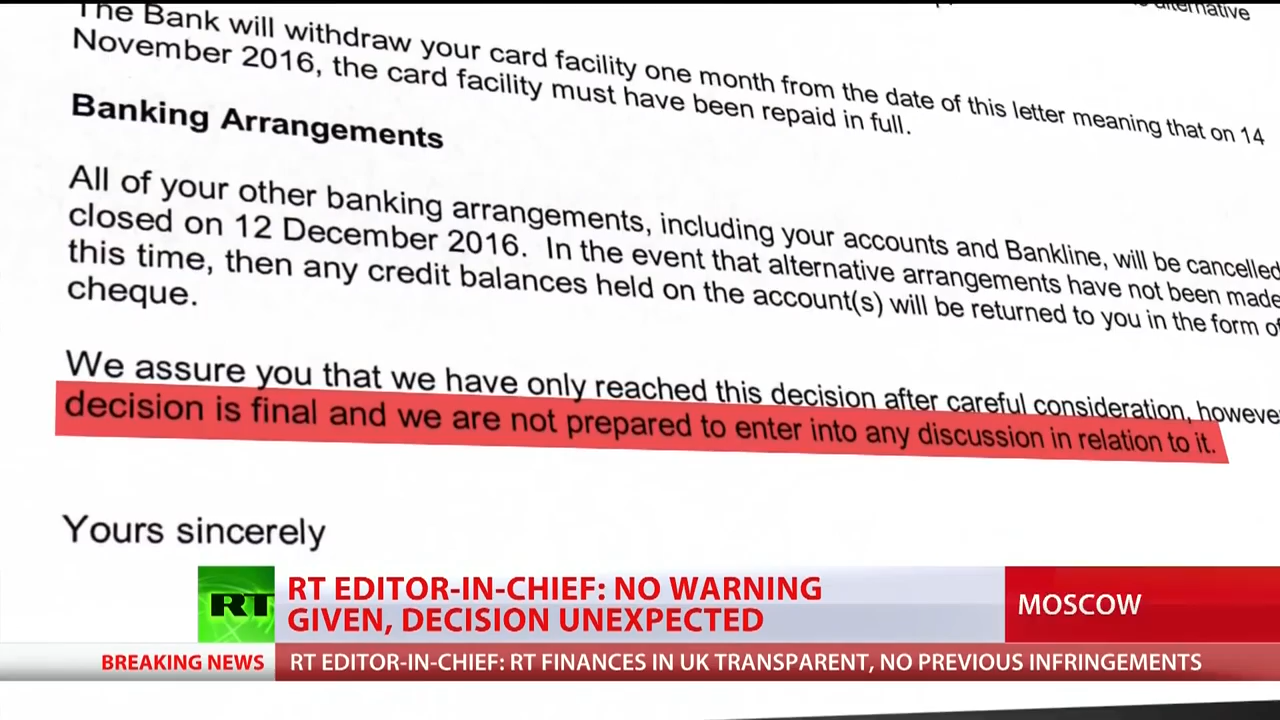 alternative
The Bank will withdraw your card facility one month from the date of this letter meaning that on 14
November 2016, the card facility must have been repaid in full.
Banking Arrangements
All of your other banking arrangements, including your accounts and Bankline, will be cancelled
closed on 12 December 2016. In the event that alternative arrangements have not been made
this time, then any credit balances held on the account(s) will be returned to you in the form of
cheque.
We assure you that we have only reached this decision after careful consideration, howeve
decision is final and we are not prepared to enter into any discussion in relation to it.
Yours sincerely
RT
RT EDITOR-IN-CHIEF: NO WARNING
GIVEN, DECISION UNEXPECTED
MOSCOW
BREAKING NEWS
RT EDITOR-IN-CHIEF: RT FINANCES IN UK TRANSPARENT, NO PREVIOUS INFRINGEMENTS